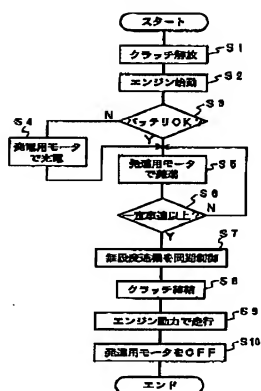 スタート
クラッチ解放
S1
エンジン始動
S2
バッテリOK
S3
N
Y
S4
発電用モータ
で充電
発進用モータ
で発進
S5
一定車速以上?
S6
N
Y
無段変速機を同期制御
S7
クラッチ締結
S8
エンジン動力で走行
S9
発進用モータをOFF
S10
エンド